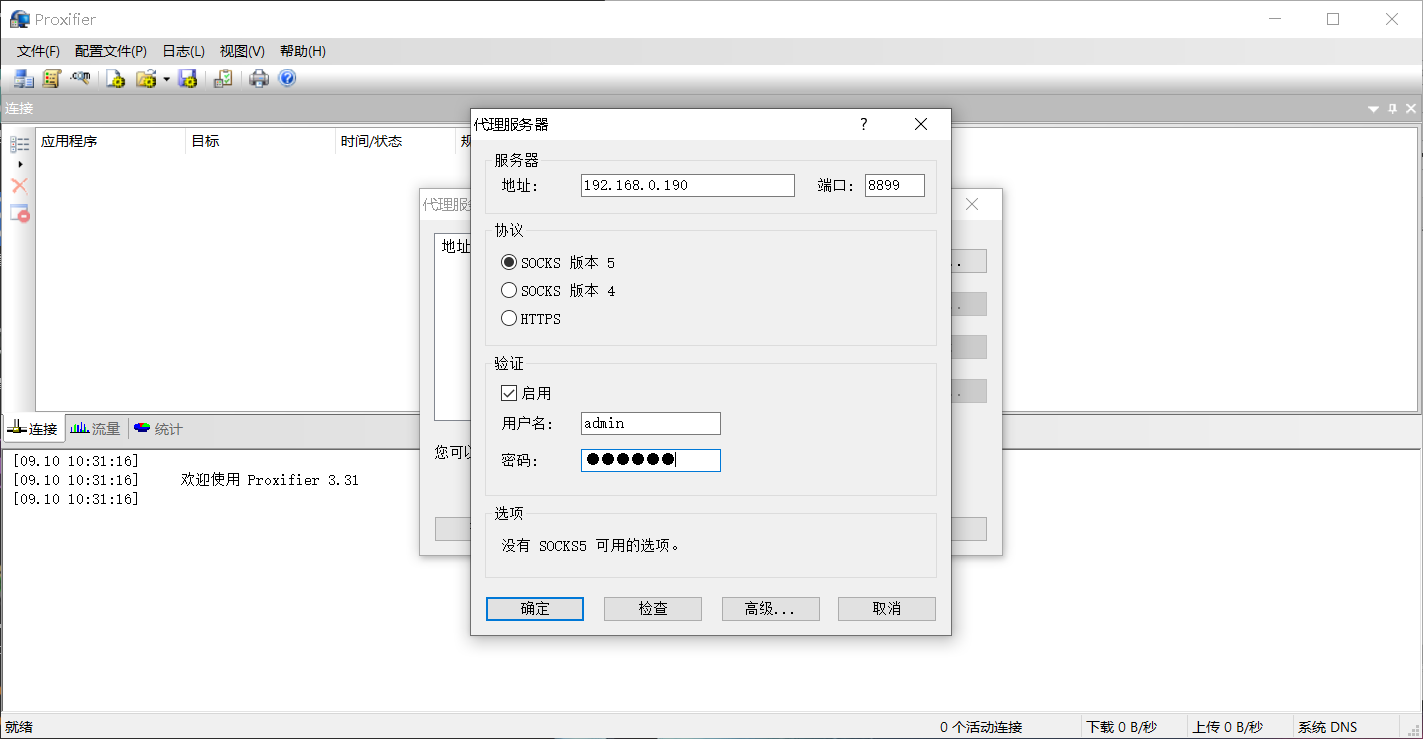 Proxifier
文件(F) 配置文件(P) 日志(L) 视图(V) 帮助(H)
连接
应用程序 目标 时间/状态
代理服务器
服务器
地址: 192.168.0.190 端口: 8899
协议
SOCKS 版本 5
SOCKS 版本 4
HTTPS
验证
启用
用户名: admin
密码: ●●●●●●
选项
没有 SOCKS5 可用的选项。
确定 检查 高级... 取消
代理服务
地址
您可以
连接 流量 统计
[09.10 10:31:16]
[09.10 10:31:16] 欢迎使用 Proxifier 3.31
[09.10 10:31:16]
就绪 0 个活动连接 下载 0 B/秒 上传 0 B/秒 系统 DNS